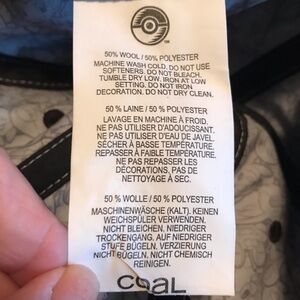 50% WOOL / 50% POLYESTER
MACHINE WASH COLD. DO NOT USE
SOFTENERS. DO NOT BLEACH.
TUMBLE DRY LOW. IRON AT LOW
SETTING. DO NOT IRON
DECORATION. DO NOT DRY CLEAN.
50 % LAINE / 50 % POLYESTER
LAVAGE EN MACHINE À FROID.
NE PAS UTILISER D'ADOUCISSANT.
NE PAS UTILISER D'EAU DE JAVEL.
SÉCHER À BASSE TEMPÉRATURE.
REPASSER À FAIBLE TEMPÉRATURE.
NE PAS REPASSER LES
DÉCORATIONS, PAS DE
NETTOYAGE À SEC.
50 % WOLLE / 50 % POLYESTER
MASCHINENWÄSCHE (KALT). KEINEN
WEICHSPÜLER VERWENDEN.
NICHT BLEICHEN, NIEDRIGER
TROCKENGANG, AUF NIEDRIGER
STUFE BÜGELN, VERZIERUNG
NICHT BÜGELN. NICHT CHEMISCH
REINIGEN.
COAL